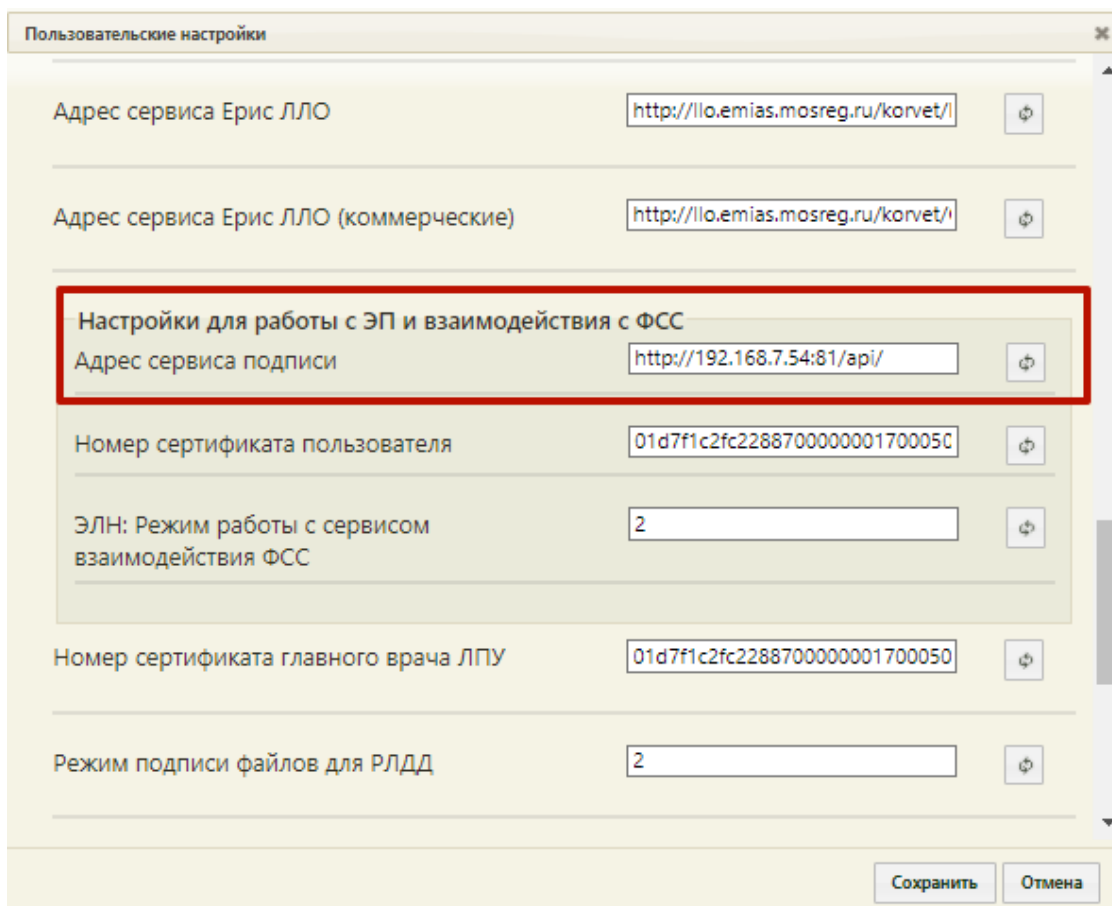 Пользовательские настройки
Адрес сервиса Ерис ЛЛО
http://llo.emias.mosreg.ru/korvet/
Адрес сервиса Ерис ЛЛО (коммерческие)
http://llo.emias.mosreg.ru/korvet/
Настройки для работы с ЭП и взаимодействия с ФСС
Адрес сервиса подписи
http://192.168.7.54:81/api/
Номер сертификата пользователя
01d7f1c2fc2288700000001700050
ЭЛН: Режим работы с сервисом
взаимодействия ФСС
2
Номер сертификата главного врача ЛПУ
01d7f1c2fc2288700000001700050
Режим подписи файлов для РЛДД
2
Сохранить
Отмена